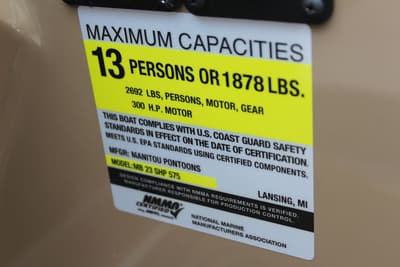 MAXIMUM CAPACITIES
13 PERSONS OR 1878 LBS.
2692 LBS, PERSONS, MOTOR, GEAR
300 H.P. MOTOR
THIS BOAT COMPLIES WITH U.S. COAST GUARD SAFETY
STANDARDS IN EFFECT ON THE DATE OF CERTIFICATION.
MEETS U.S. EPA STANDARDS USING CERTIFIED COMPONENTS.
MFGR: MANITOU PONTOONS
LANSING, MI
MODEL: MB 23 SHP 575
DESIGN COMPLIANCE WITH NMMA REQUIREMENTS IS VERIFIED.
MANUFACTURER RESPONSIBLE FOR PRODUCTION CONTROL.
NMMA
CERTIFIED
NATIONAL MARINE
MANUFACTURERS ASSOCIATION